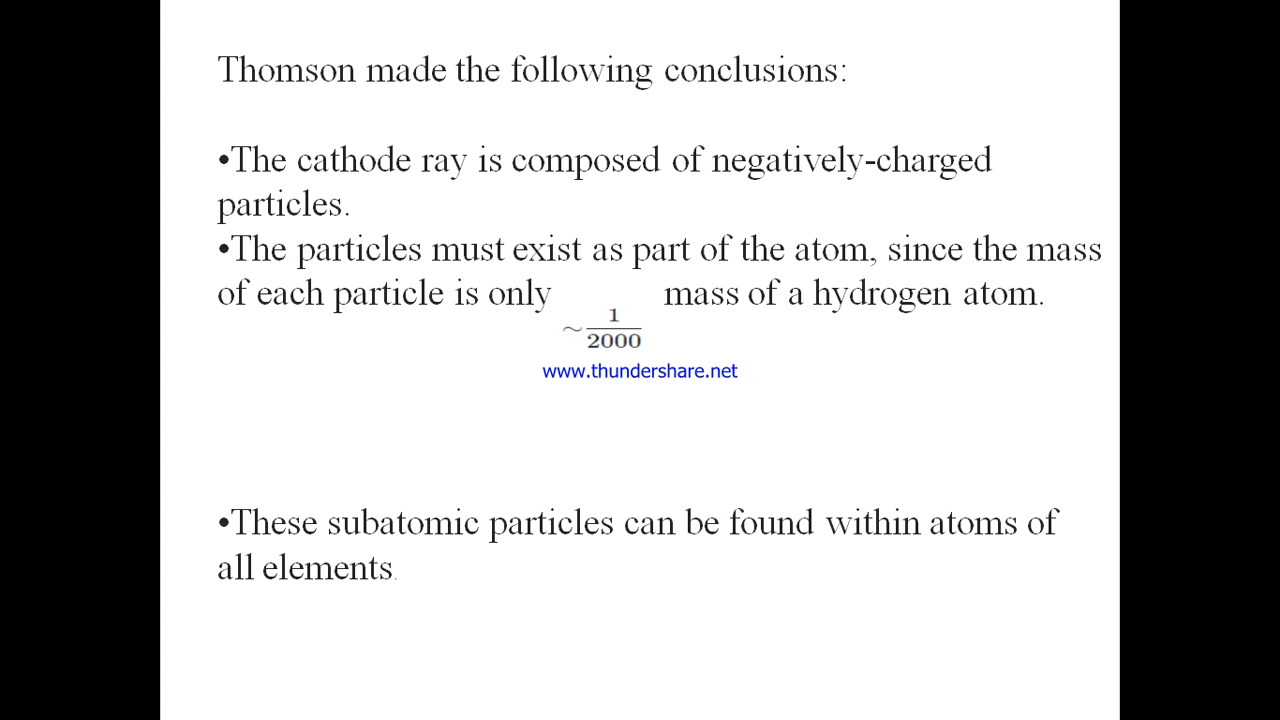 Thomson made the following conclusions:
•The cathode ray is composed of negatively-charged
particles.
•The particles must exist as part of the atom, since the mass
of each particle is only ~1/2000 mass of a hydrogen atom.
www.thundershare.net
•These subatomic particles can be found within atoms of
all elements.